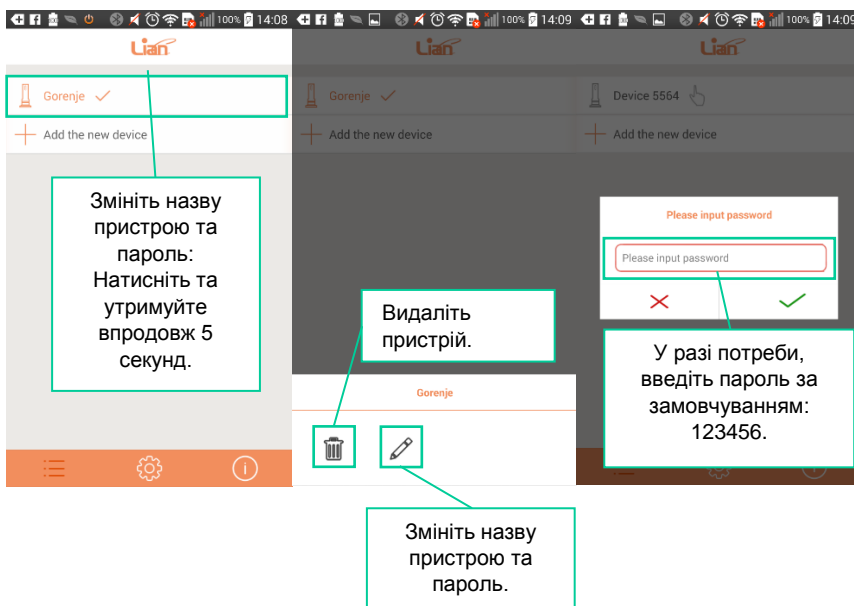 100% 14:08
Lian
Gorenje
Add the new device
Змініть назву
пристрою та
пароль:
Натисніть та
утримуйте
впродовж 5
секунд.
100% 14:09
Lian
Gorenje
Add the new device
Видаліть
пристрій.
Gorenje
Змініть назву
пристрою та
пароль.
100% 14:09
Lian
Device 5564
Add the new device
Please input password
Please input password
У разі потреби,
введіть пароль за
замовчуванням:
123456.